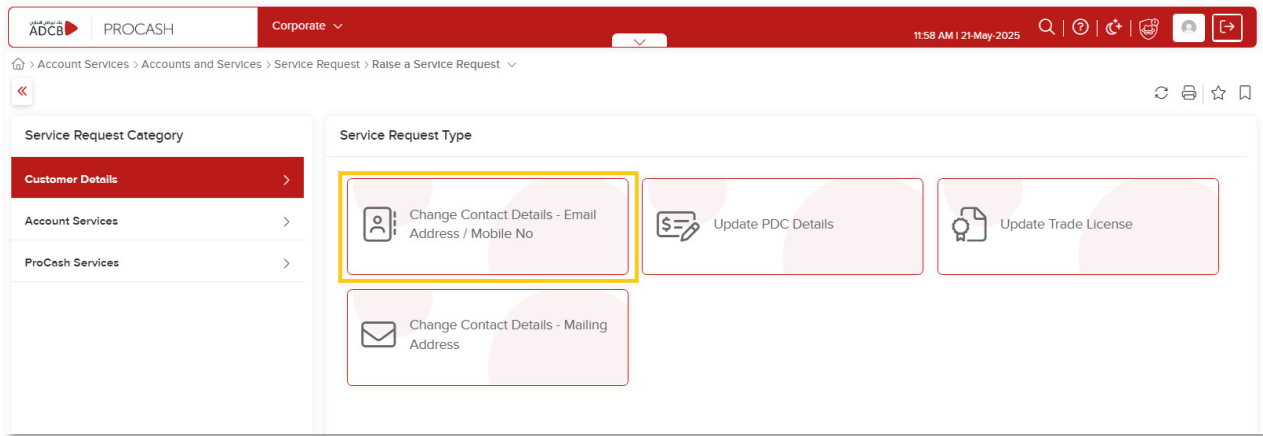 ADCB
PROCASH
Corporate
11:58 AM | 21-May-2025
> Account Services > Accounts and Services > Service Request > Raise a Service Request
Service Request Category
Customer Details
Account Services
ProCash Services
Service Request Type
Change Contact Details - Email
Address / Mobile No
Update PDC Details
Update Trade License
Change Contact Details - Mailing
Address